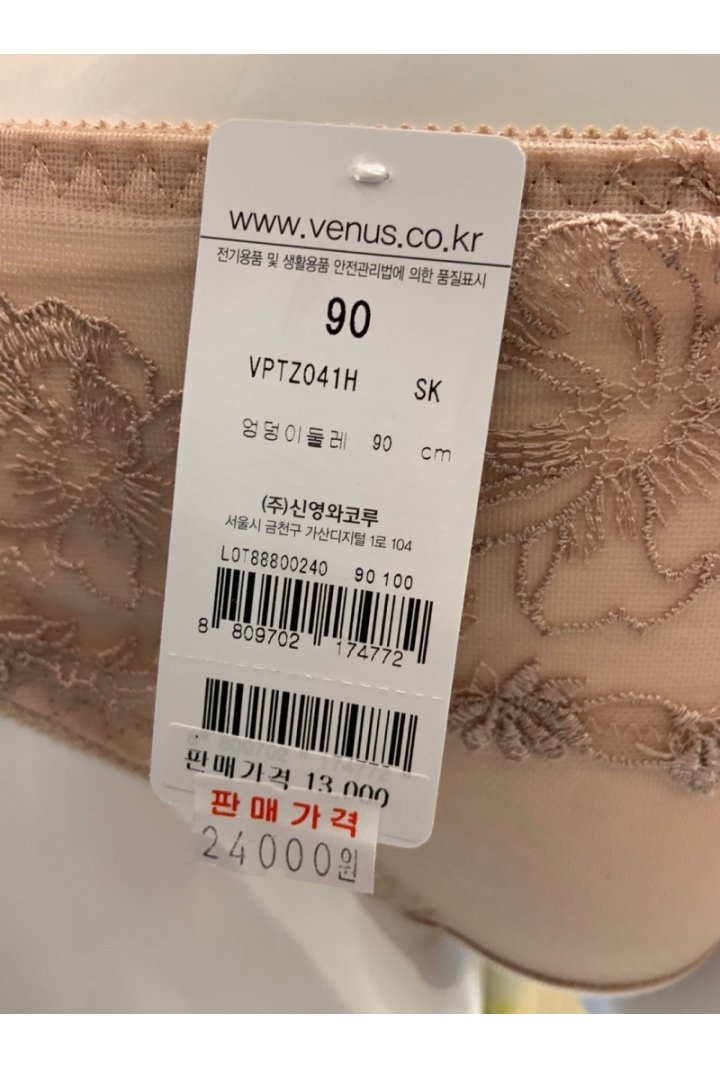 www.venus.co.kr
전기용품 및 생활용품 안전관리법에 의한 품질표시
90
VPTZ041H SK
엉덩이둘레 90 cm
(주)신영와코루
서울시 금천구 가산디지털 1로 104
LOT88800240 90 100
8 809702 174772
8 809702 174772
판매가격 13,000
판매가격
24000원